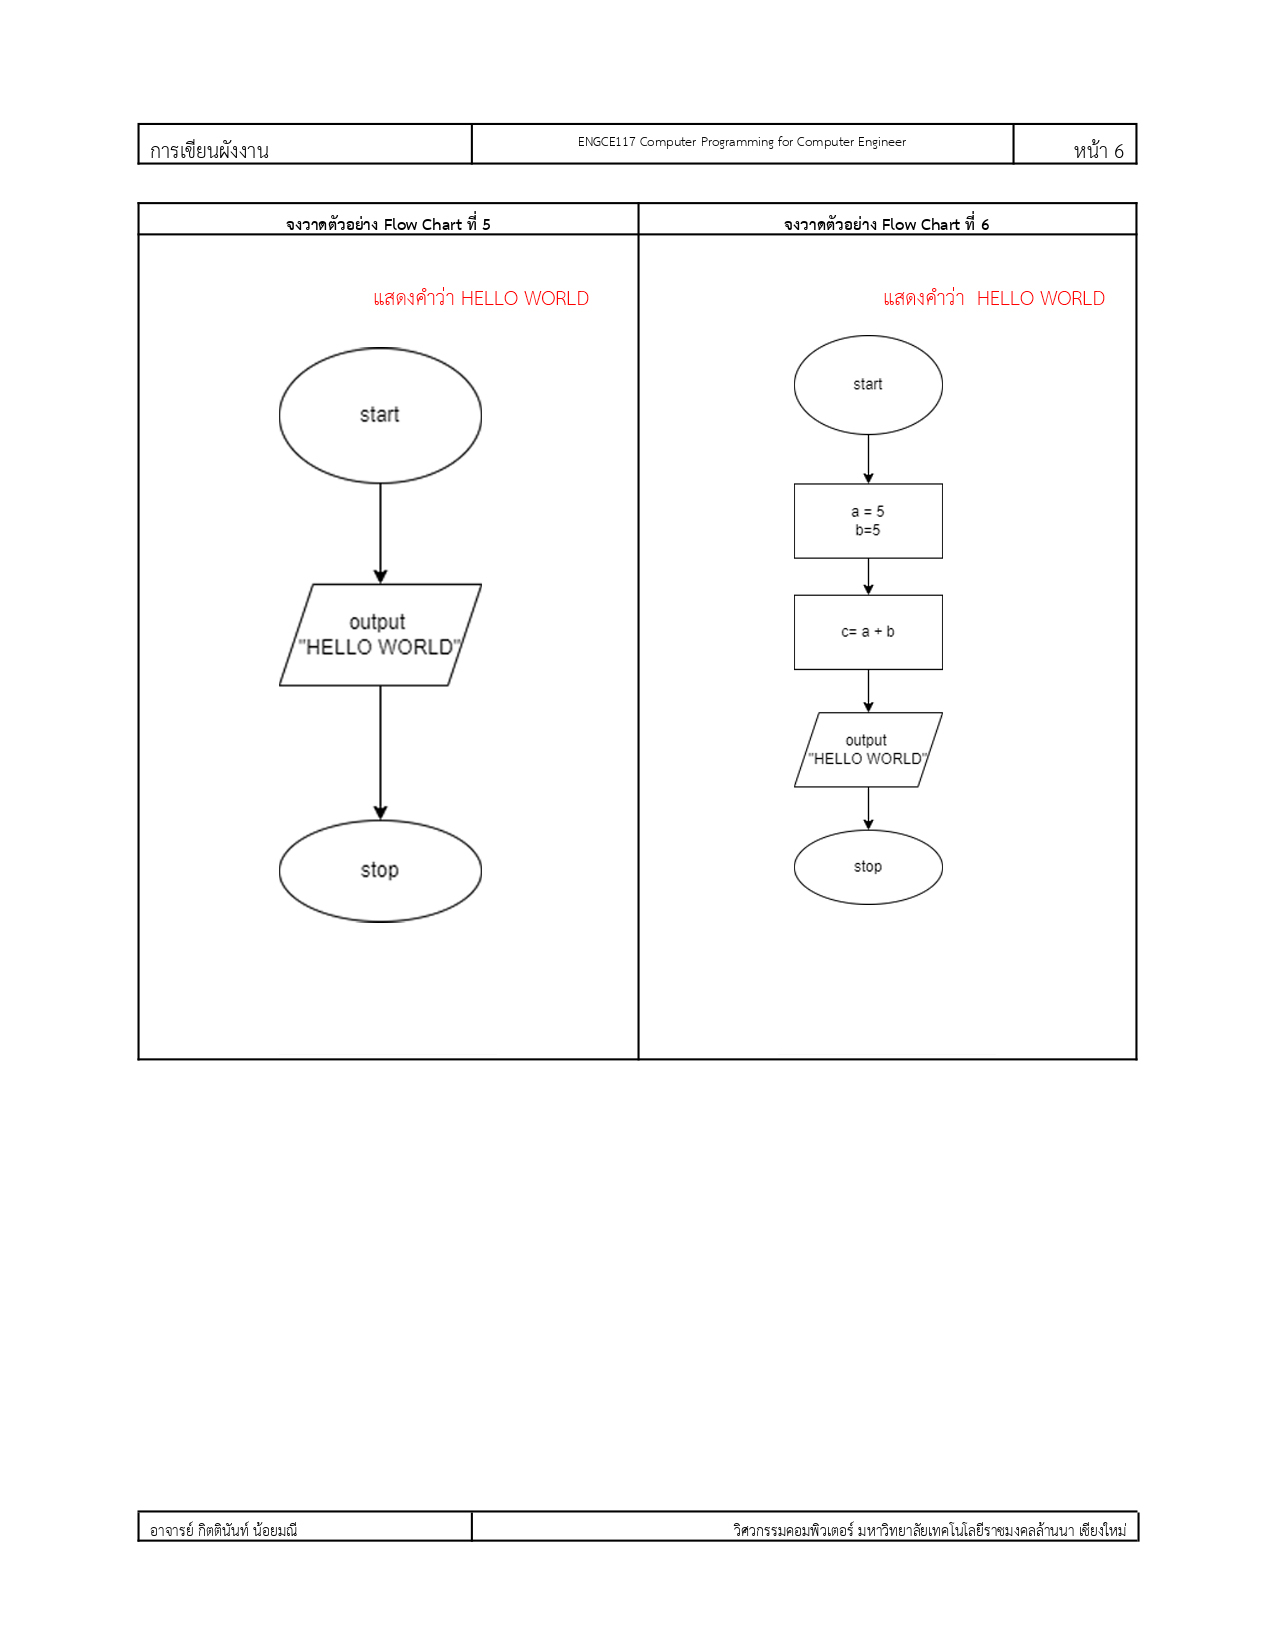 การเขียนผังงาน
ENGCE117 Computer Programming for Computer Engineer
หน้า 6
จงวาดตัวอย่าง Flow Chart ที่ 5
จงวาดตัวอย่าง Flow Chart ที่ 6
แสดงคำว่า HELLO WORLD
start
output
"HELLO WORLD"
stop
แสดงคำว่า  HELLO WORLD
start
a = 5
b=5
c= a + b
output
"HELLO WORLD"
stop
อาจารย์ กิตตินันท์ น้อยมณี
วิศวกรรมคอมพิวเตอร์ มหาวิทยาลัยเทคโนโลยีราชมงคลล้านนา เชียงใหม่